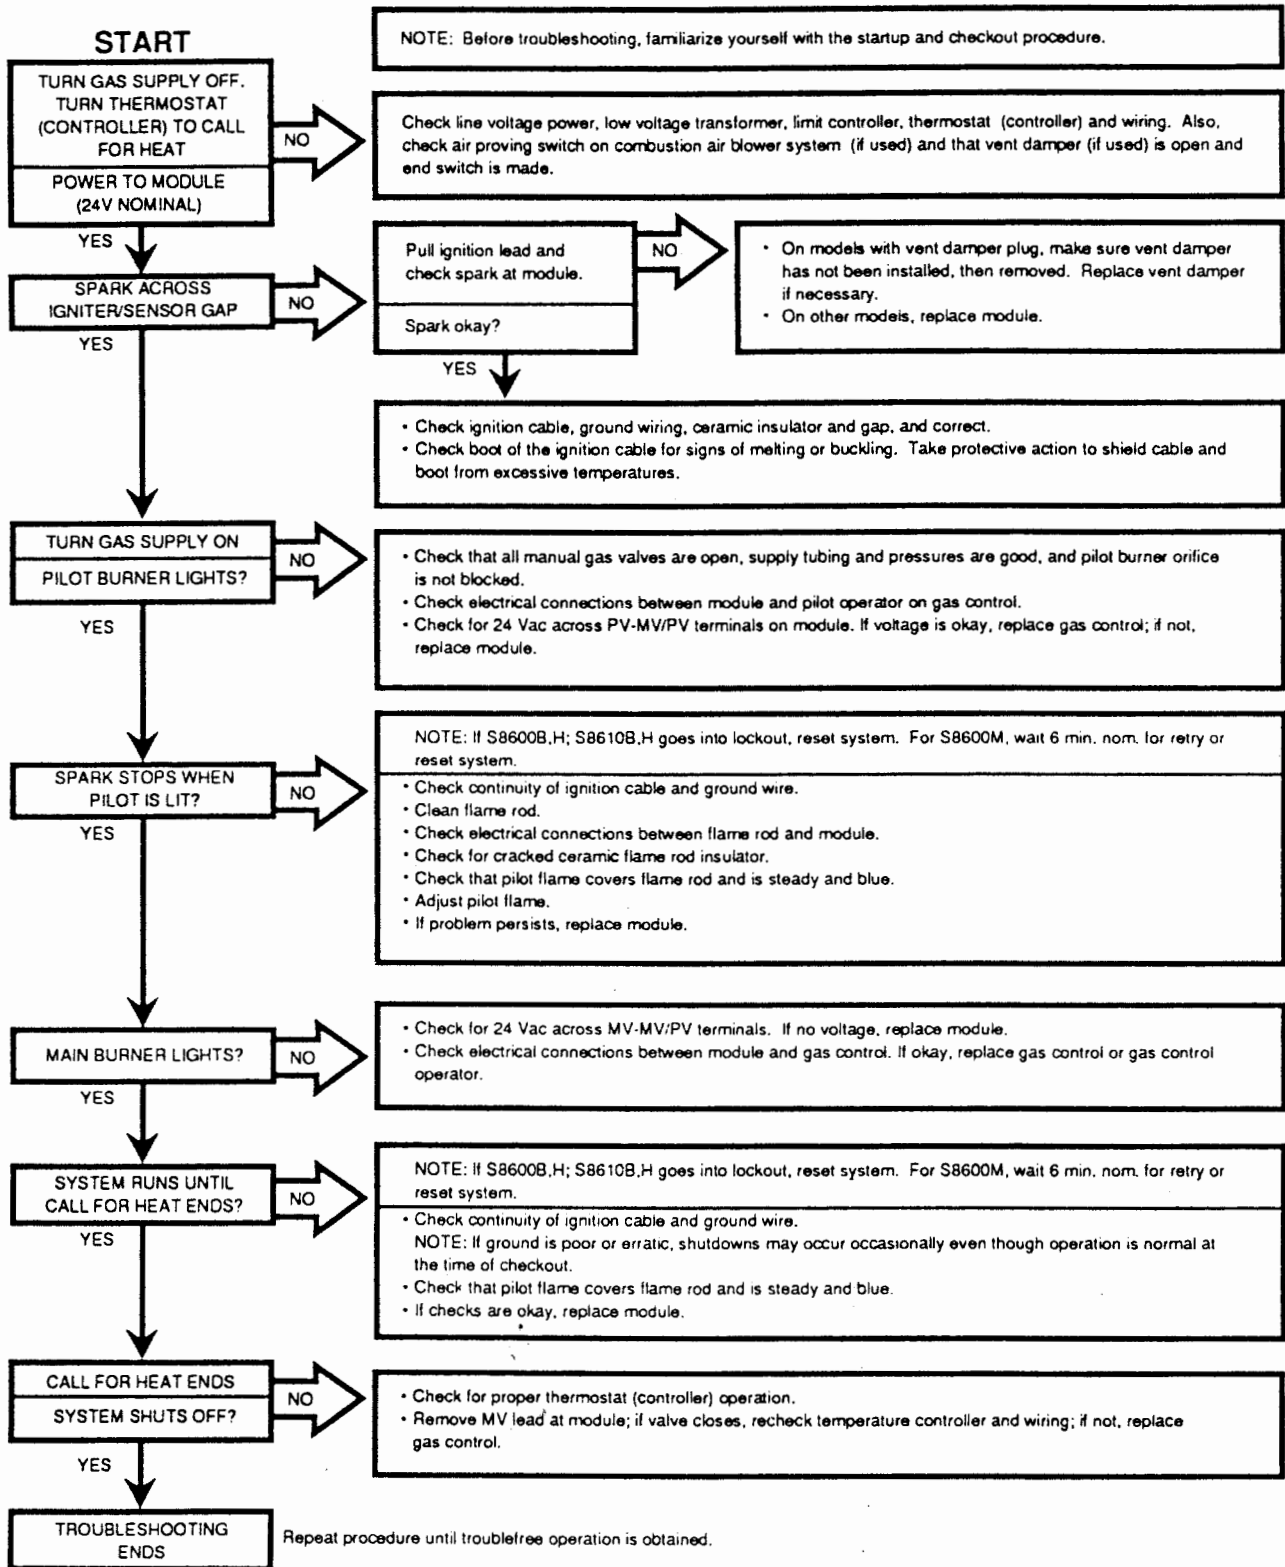 START
NOTE: Before troubleshooting, familiarize yourself with the startup and checkout procedure.
TURN GAS SUPPLY OFF.
TURN THERMOSTAT
(CONTROLLER) TO CALL
FOR HEAT
POWER TO MODULE
(24V NOMINAL)
NO
Check line voltage power, low voltage transformer, limit controller, thermostat (controller) and wiring. Also,
check air proving switch on combustion air blower system (if used) and that vent damper (if used) is open and
end switch is made.
YES
SPARK ACROSS
IGNITER/SENSOR GAP
NO
Pull ignition lead and
check spark at module.
Spark okay?
NO
• On models with vent damper plug, make sure vent damper
has not been installed, then removed. Replace vent damper
if necessary.
• On other models, replace module.
YES
YES
• Check ignition cable, ground wiring, ceramic insulator and gap, and correct.
• Check boot of the ignition cable for signs of melting or buckling. Take protective action to shield cable and
boot from excessive temperatures.
TURN GAS SUPPLY ON
PILOT BURNER LIGHTS?
NO
• Check that all manual gas valves are open, supply tubing and pressures are good, and pilot burner orifice
is not blocked.
• Check electrical connections between module and pilot operator on gas control.
• Check for 24 Vac across PV-MV/PV terminals on module. If voltage is okay, replace gas control; if not,
replace module.
YES
SPARK STOPS WHEN
PILOT IS LIT?
NO
NOTE: If S8600B,H; S8610B,H goes into lockout, reset system. For S8600M, wait 6 min. nom. for retry or
reset system.
• Check continuity of ignition cable and ground wire.
• Clean flame rod.
• Check electrical connections between flame rod and module.
• Check for cracked ceramic flame rod insulator.
• Check that pilot flame covers flame rod and is steady and blue.
• Adjust pilot flame.
• If problem persists, replace module.
YES
MAIN BURNER LIGHTS?
NO
• Check for 24 Vac across MV-MV/PV terminals. If no voltage, replace module.
• Check electrical connections between module and gas control. If okay, replace gas control or gas control
operator.
YES
SYSTEM RUNS UNTIL
CALL FOR HEAT ENDS?
NO
NOTE: If S8600B,H; S8610B,H goes into lockout, reset system. For S8600M, wait 6 min. nom. for retry or
reset system.
• Check continuity of ignition cable and ground wire.
NOTE: If ground is poor or erratic, shutdowns may occur occasionally even though operation is normal at
the time of checkout.
• Check that pilot flame covers flame rod and is steady and blue.
• If checks are okay, replace module.
YES
CALL FOR HEAT ENDS
SYSTEM SHUTS OFF?
NO
• Check for proper thermostat (controller) operation.
• Remove MV lead at module; if valve closes, recheck temperature controller and wiring; if not, replace
gas control.
YES
TROUBLESHOOTING
ENDS
Repeat procedure until troublefree operation is obtained.